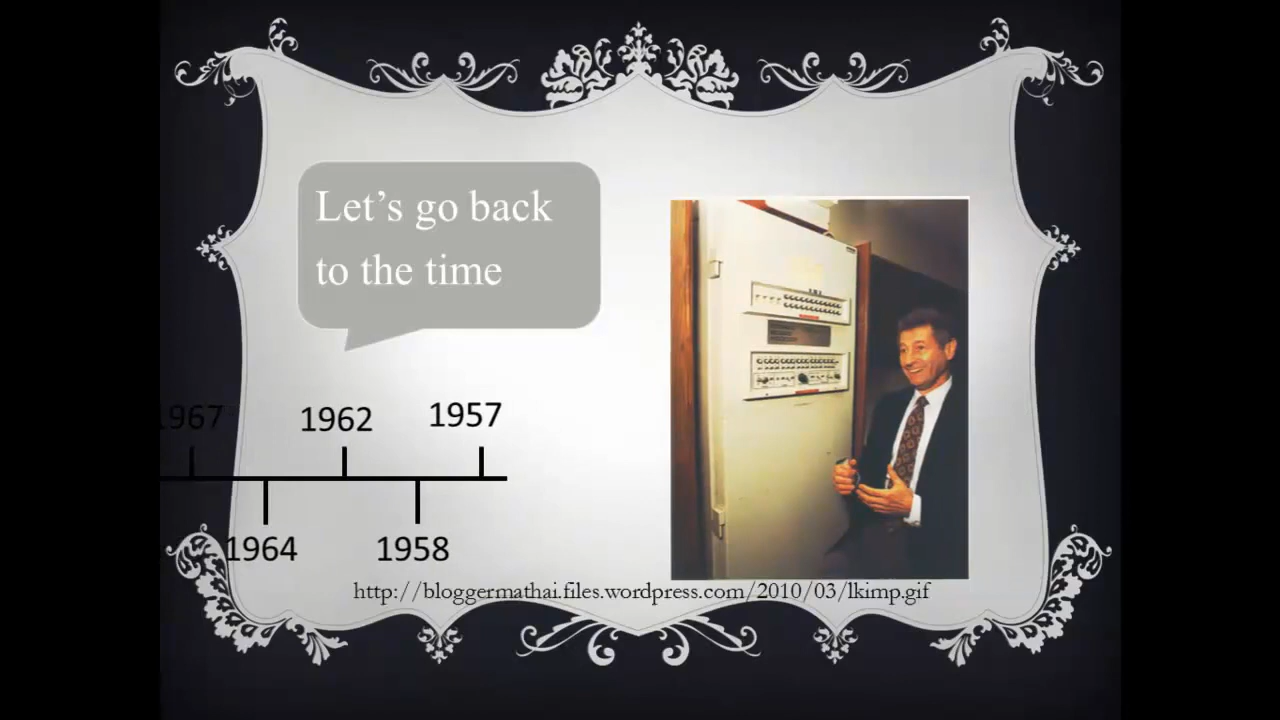 Let’s go back
to the time
1967
1962
1957
1964
1958
http://bloggermathai.files.wordpress.com/2010/03/lkimp.gif